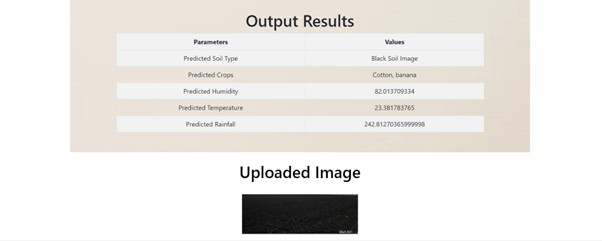 Output Results
Parameters Values
Predicted Soil Type Black Soil Image
Predicted Crops Cotton, banana
Predicted Humidity 82.013709334
Predicted Temperature 23.381783765
Predicted Rainfall 242.81270365999998
Uploaded Image